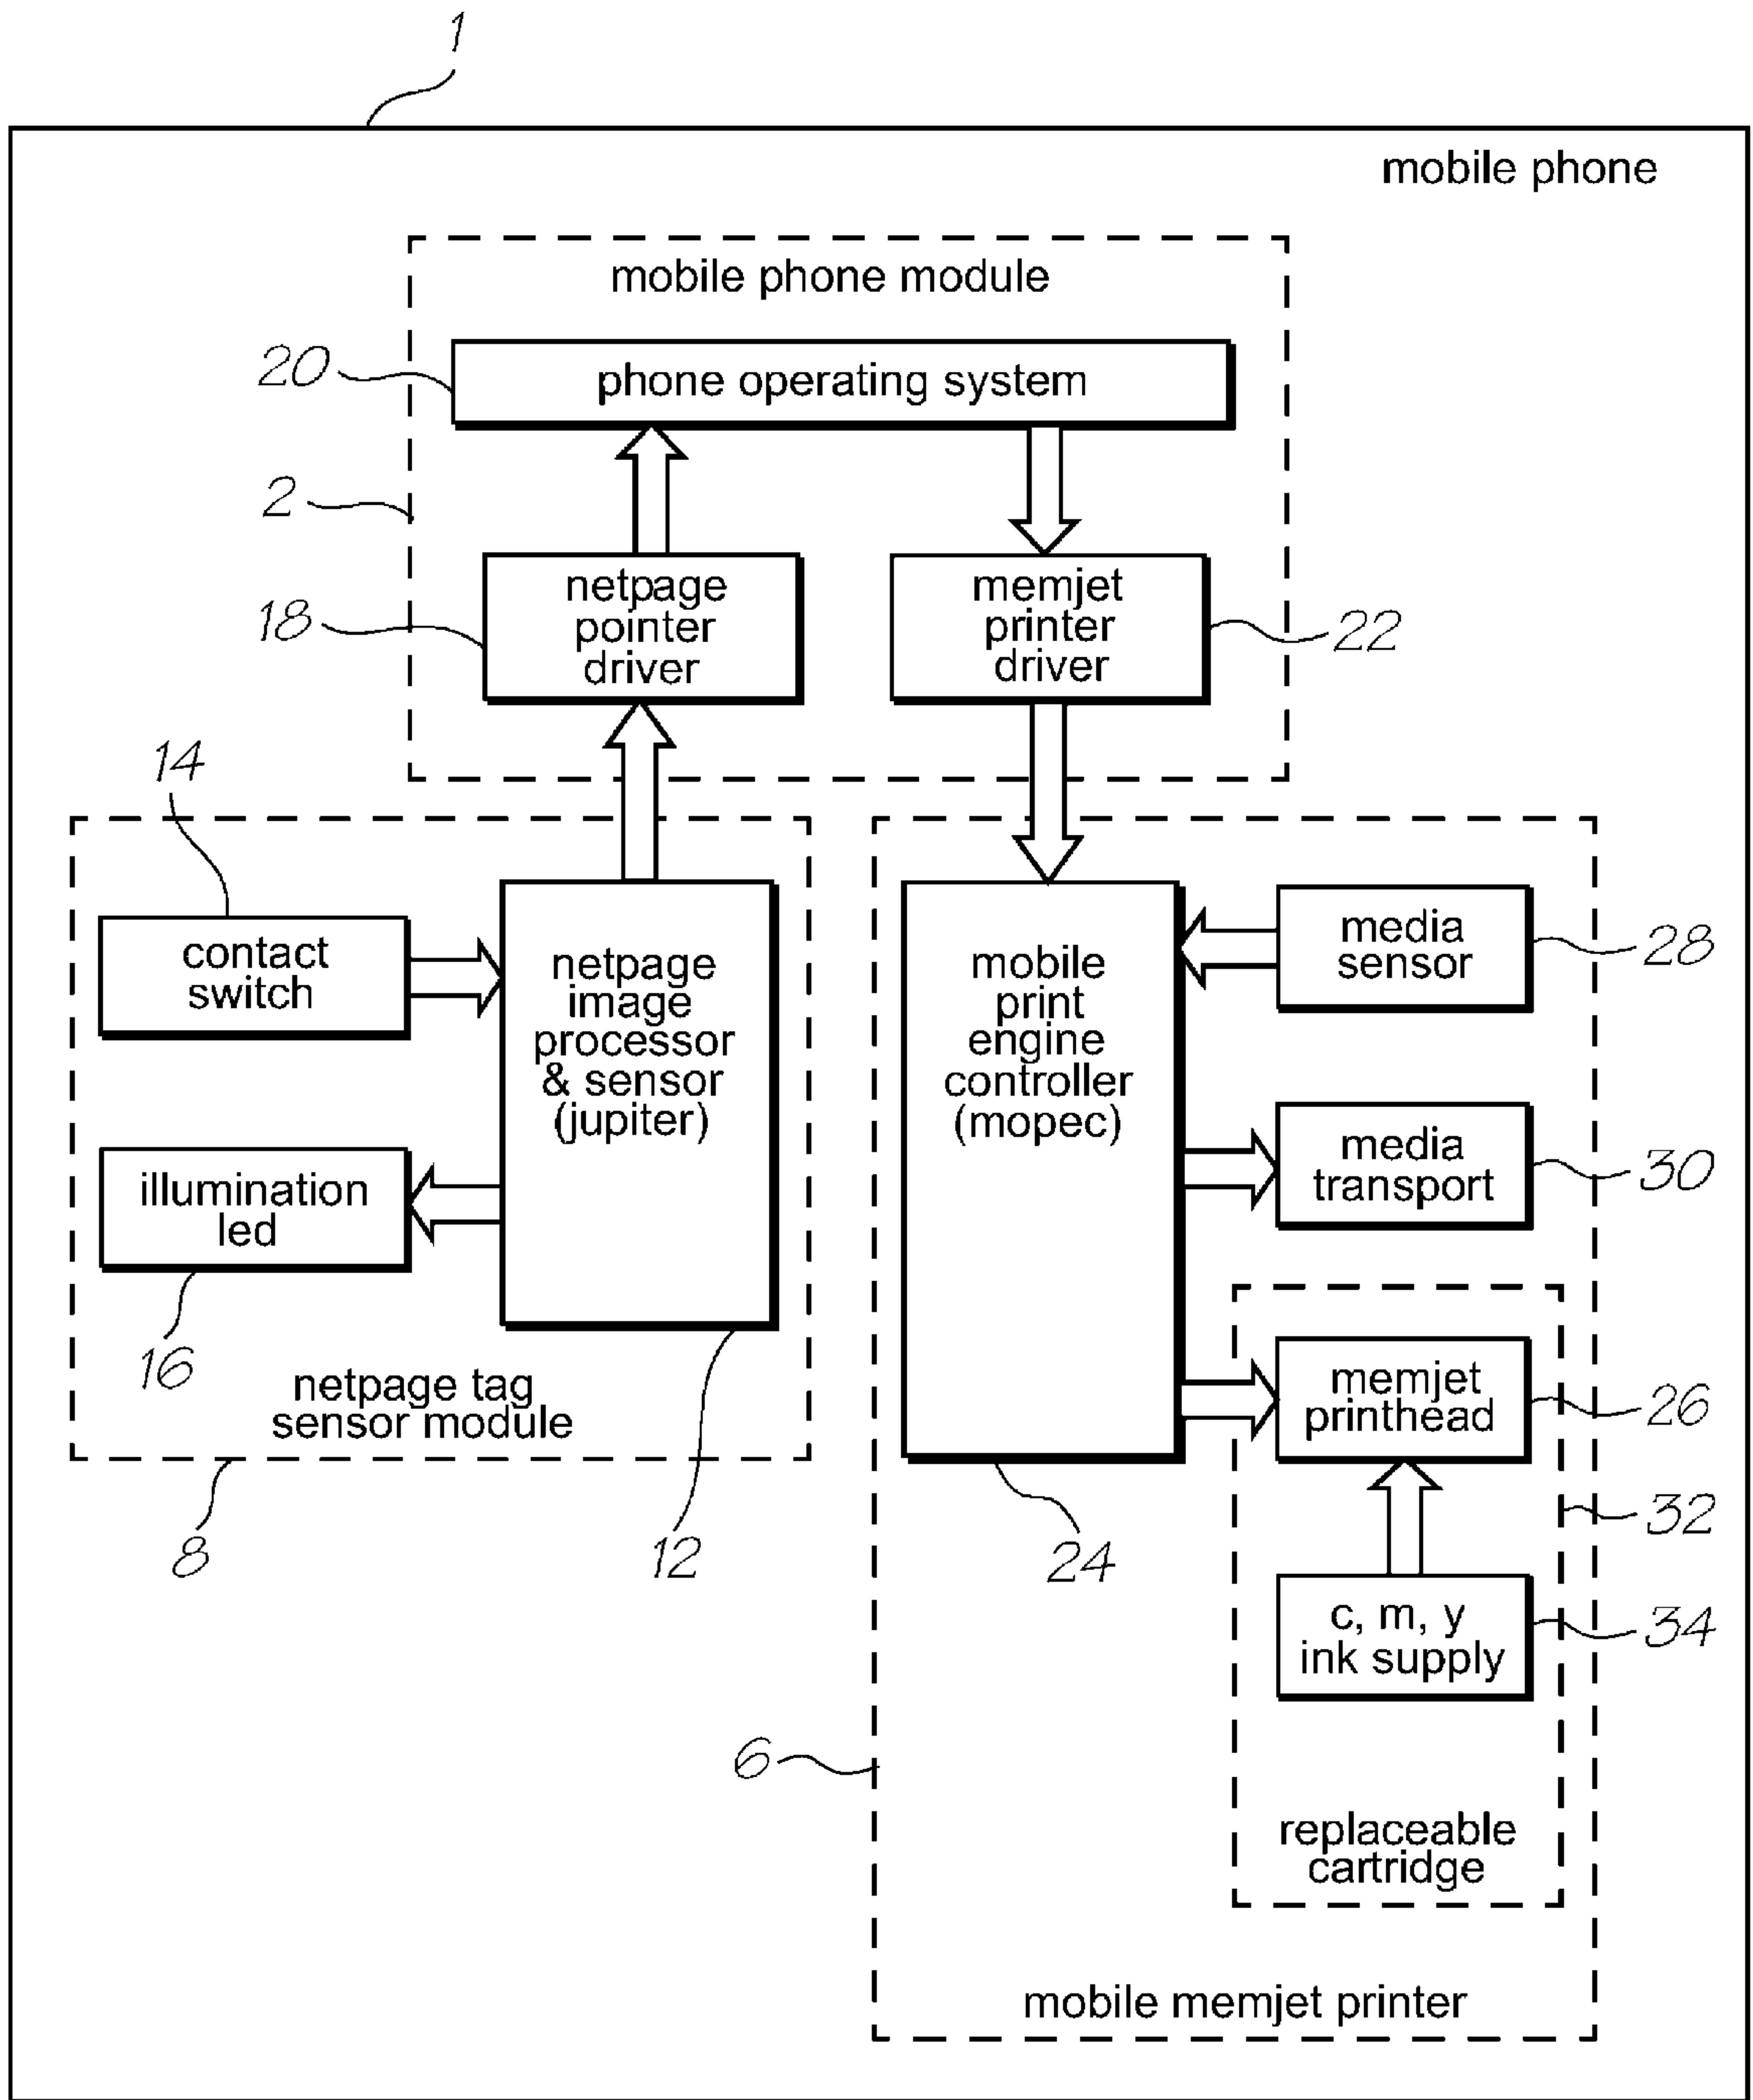 1
mobile phone
mobile phone module
20
phone operating system
2
18
netpage
pointer
driver
memjet
printer
driver
22
14
contact
switch
netpage
image
processor
& sensor
(jupiter)
illumination
led
16
netpage tag
sensor module
8
12
mobile
print
engine
controller
(mopec)
media
sensor
28
media
transport
30
memjet
printhead
26
32
24
c, m, y
ink supply
34
6
replaceable
cartridge
mobile memjet printer